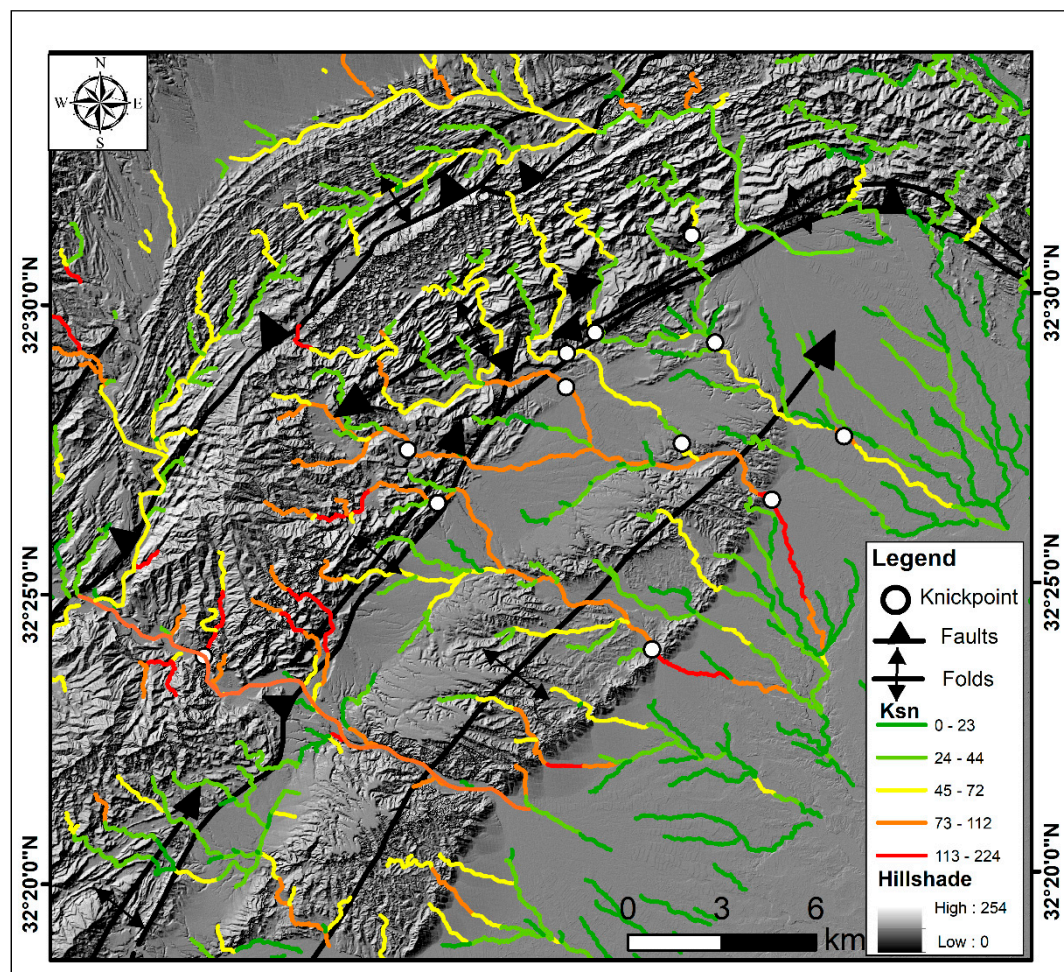 N
W E
S
32°30'0"N
32°25'0"N
32°20'0"N
32°30'0"N
32°25'0"N
32°20'0"N
Legend
Knickpoint
Faults
Folds
Ksn
0 - 23
24 - 44
45 - 72
73 - 112
113 - 224
Hillshade
High : 254
Low : 0
0 3 6
km